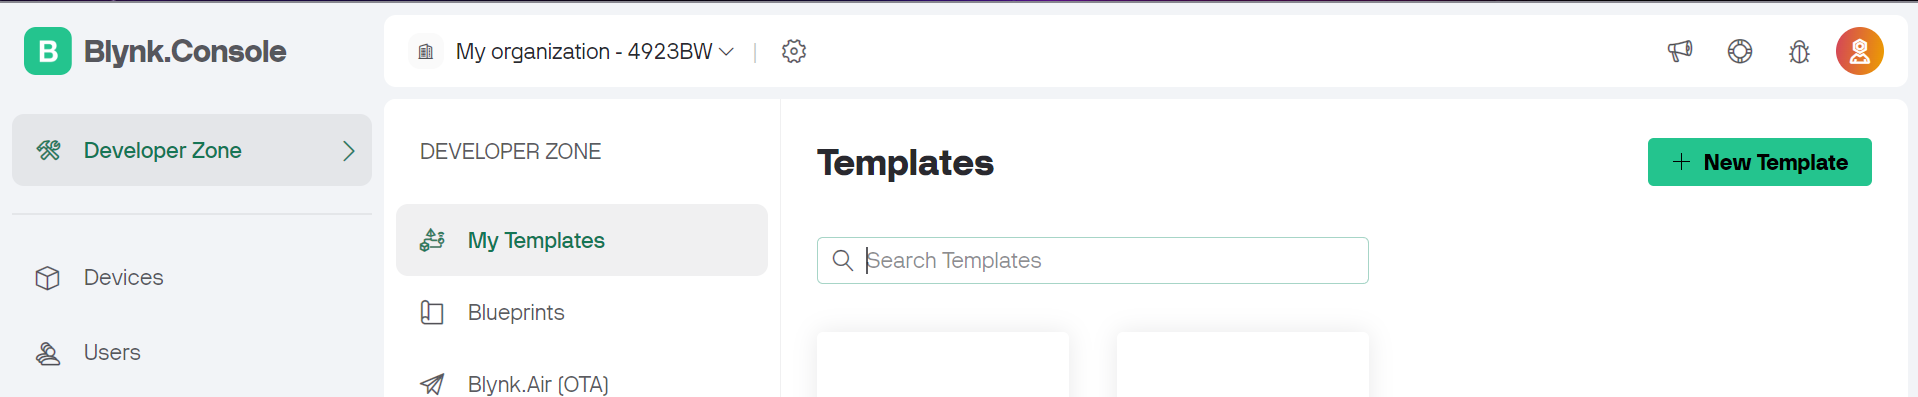 B Blynk.Console
My organization - 4923BW
Developer Zone
Devices
Users
DEVELOPER ZONE
My Templates
Blueprints
Blynk.Air (OTA)
Templates
New Template
Search Templates